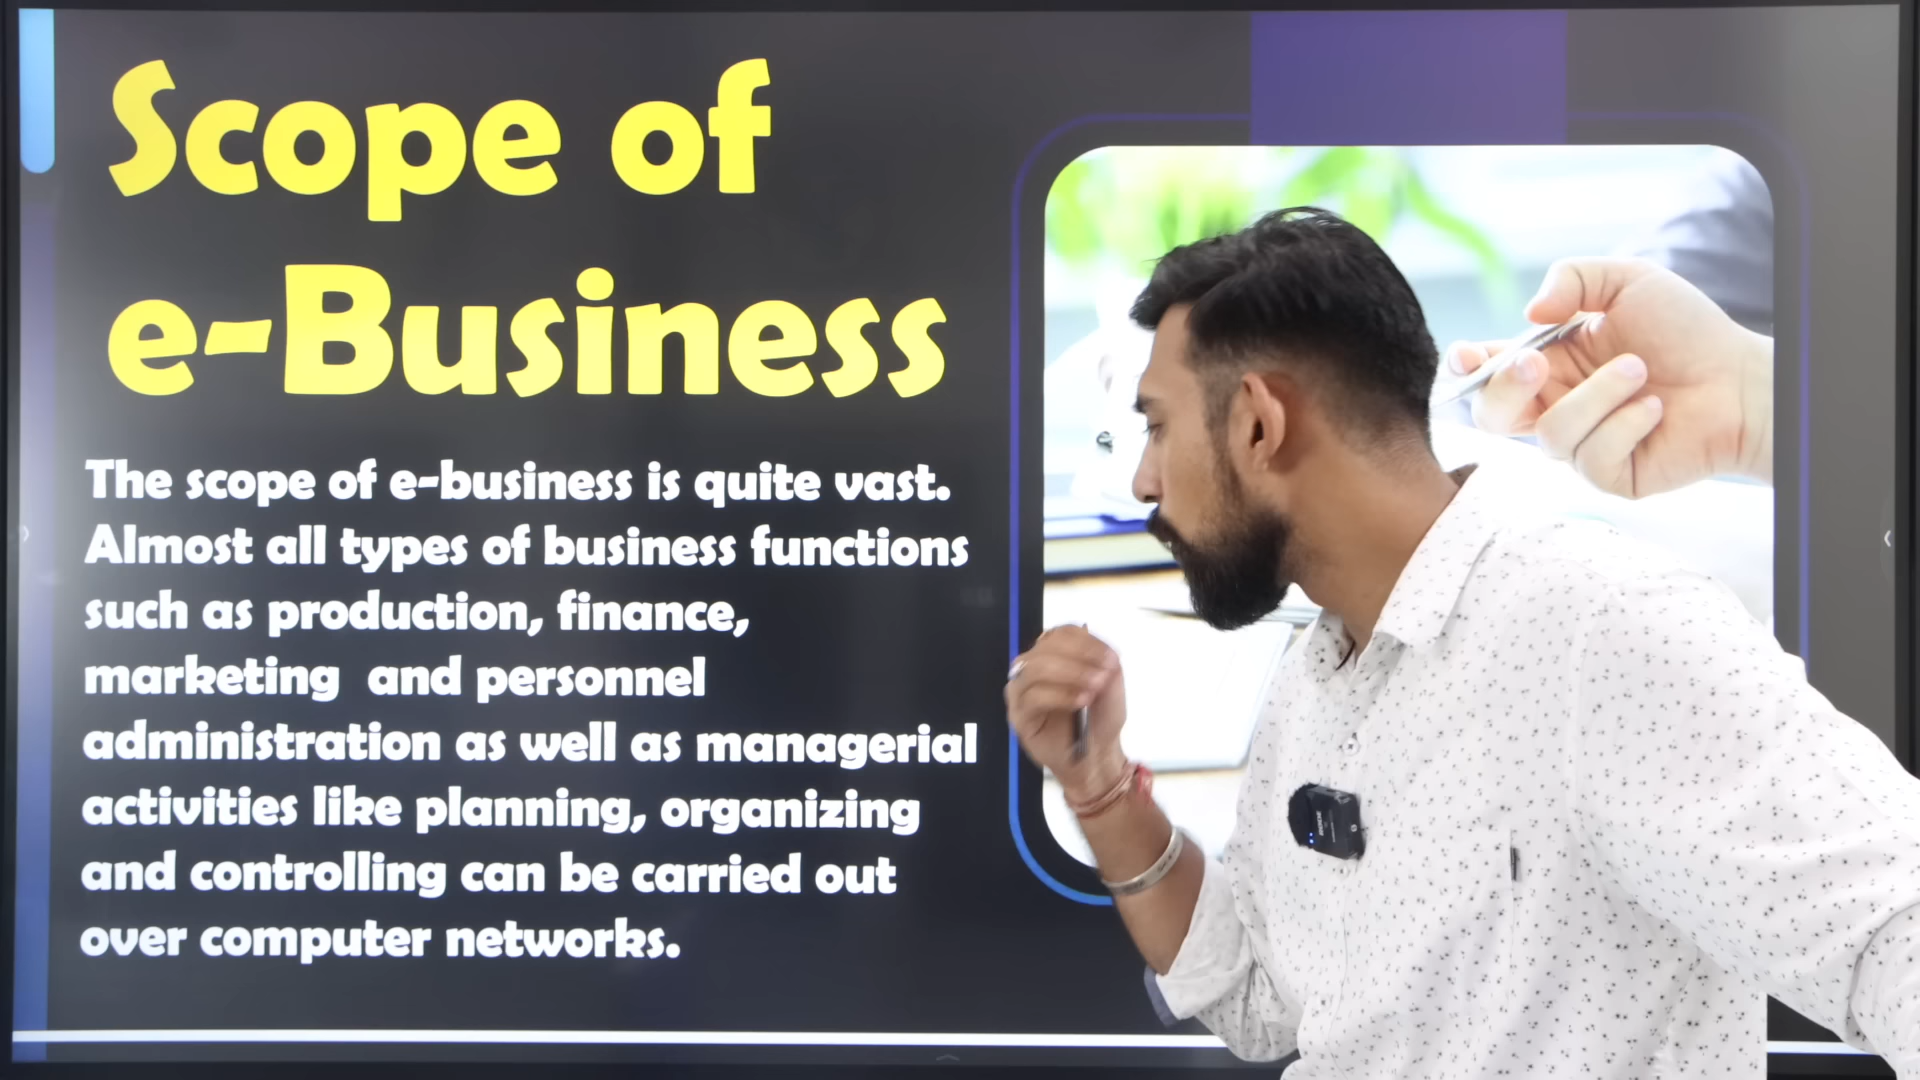 Scope of
e-Business
The scope of e-business is quite vast.
Almost all types of business functions
such as production, finance,
marketing and personnel
administration as well as managerial
activities like planning, organizing
and controlling can be carried out
over computer networks.